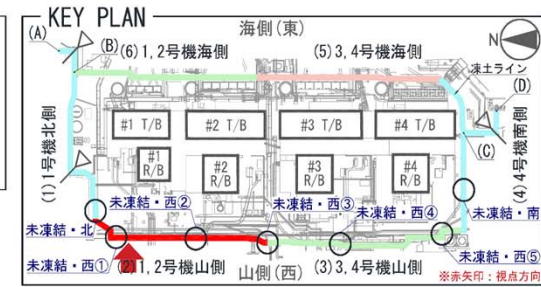 KEY PLAN
海側(東)
(A)
(B)
(6)1,2号機海側
(5)3,4号機海側
N
凍土ライン
(D)
#1 T/B
#2 T/B
#3 T/B
#4 T/B
(1)1号機北側
#1
R/B
#2
R/B
#3
R/B
#4
R/B
(C)
(4)4号機南側
未凍結・北
未凍結・西②
未凍結・西③
未凍結・西④
未凍結・南
未凍結・西①
(2)1,2号機山側
山側(西)
(3)3,4号機山側
未凍結・西⑤
※赤矢印:視点方向